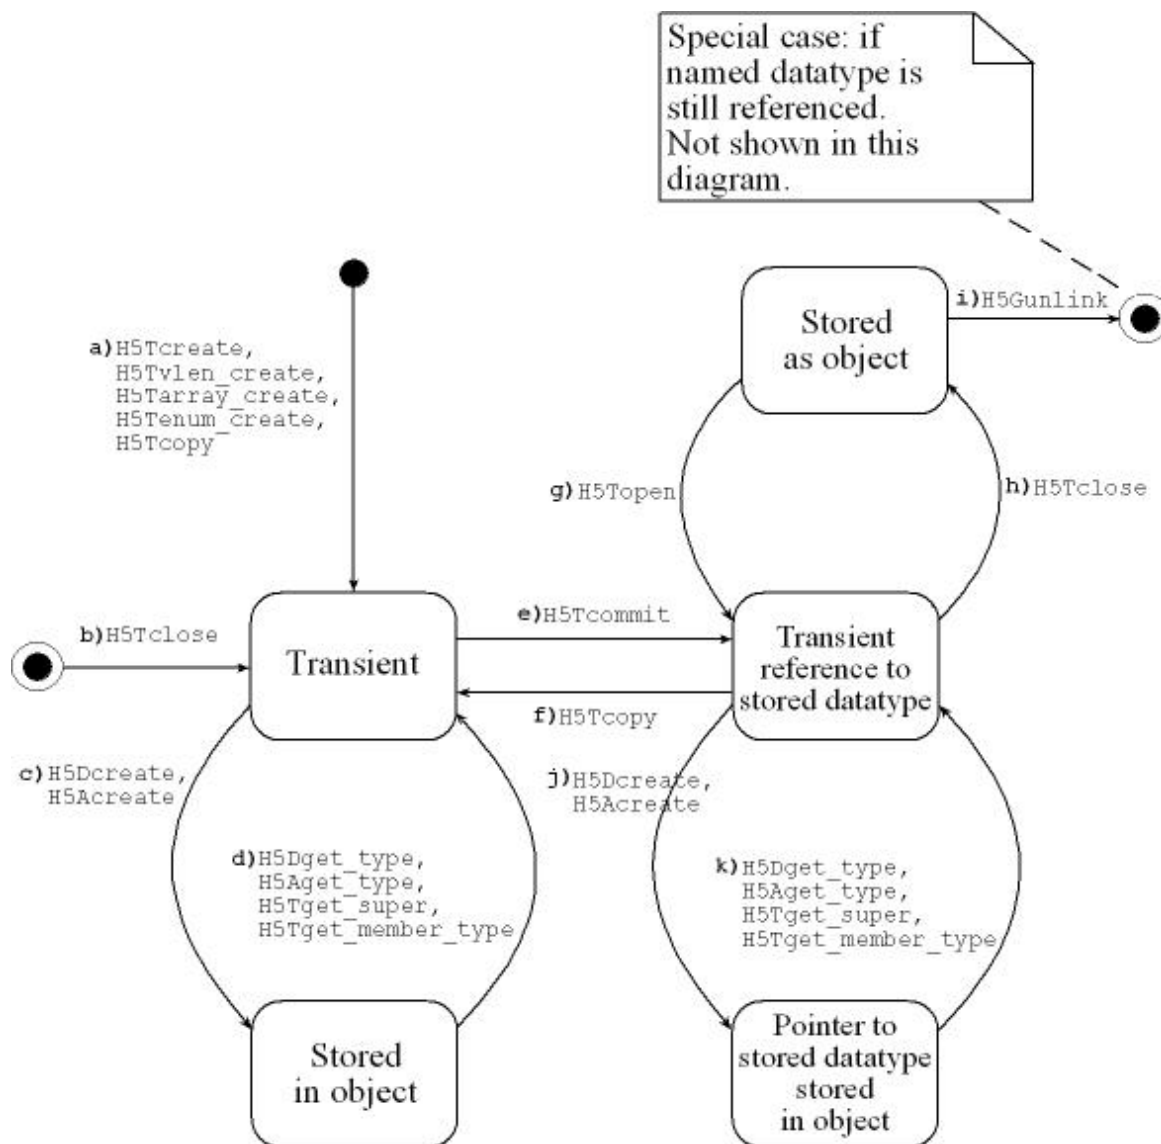 Special case: if
named datatype is
still referenced.
Not shown in this
diagram.
a)H5Tcreate,
H5Tvlen_create,
H5Tarray_create,
H5Tenum_create,
H5Tcopy
Stored
as object
i)H5Gunlink
g)H5Topen
h)H5Tclose
b)H5Tclose
Transient
e)H5Tcommit
f)H5Tcopy
Transient
reference to
stored datatype
c)H5Dcreate,
H5Acreate
d)H5Dget_type,
H5Aget_type,
H5Tget_super,
H5Tget_member_type
j)H5Dcreate,
H5Acreate
k)H5Dget_type,
H5Aget_type,
H5Tget_super,
H5Tget_member_type
Stored
in object
Pointer to
stored datatype
stored
in object